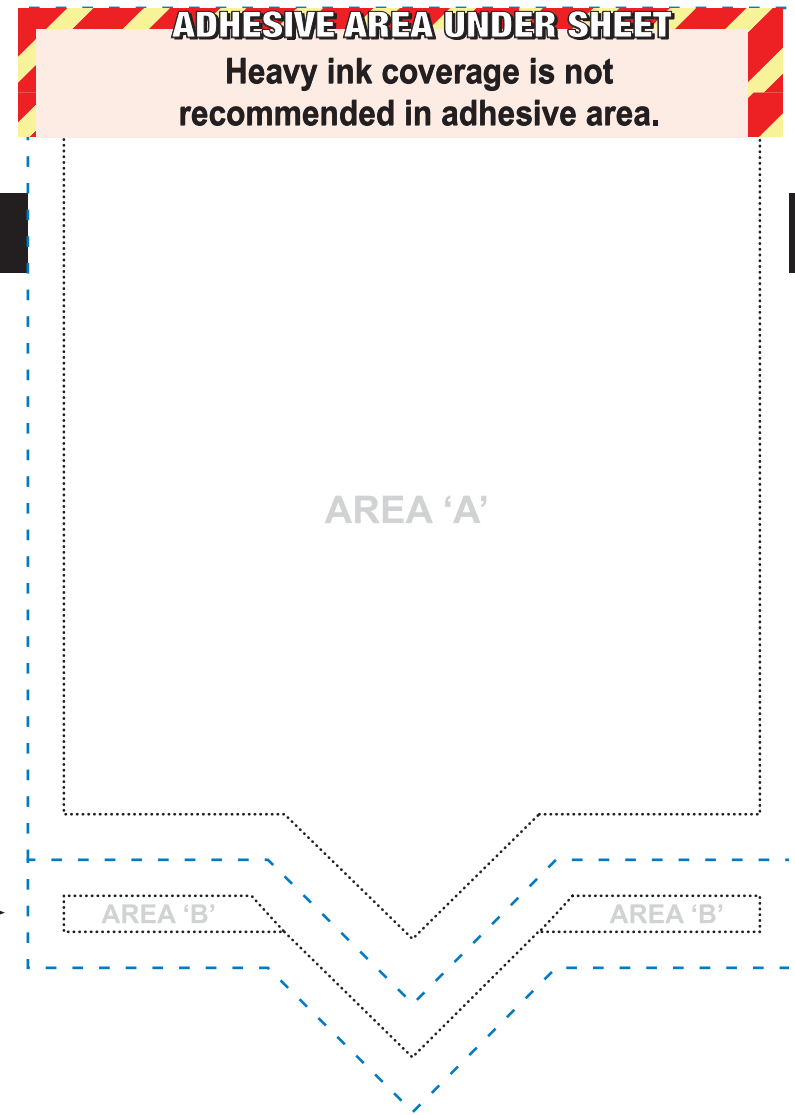 ADHESIVE AREA UNDER SHEET
Heavy ink coverage is not
recommended in adhesive area.
AREA ‘A’
AREA ‘B’
AREA ‘B’